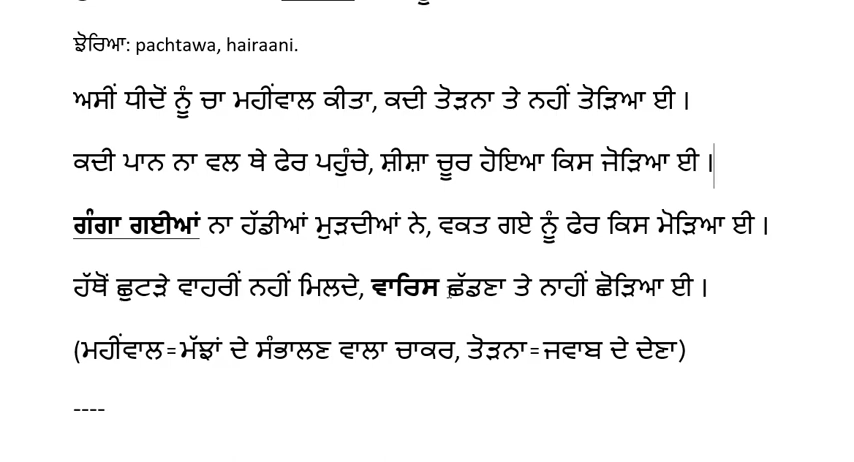 ਝੋਰਿਆ: pachtawa, hairaani.
ਅਸੀਂ ਧੀਦੋਂ ਨੂੰ ਚਾ ਮਹੀਂਵਾਲ ਕੀਤਾ, ਕਦੀ ਤੋੜਨਾ ਤੇ ਨਹੀਂ ਤੋੜਿਆ ਈ ।
ਕਦੀ ਪਾਨ ਨਾ ਵਲ ਥੇ ਫੇਰ ਪਹੁੰਚੇ, ਸ਼ੀਸ਼ਾ ਚੂਰ ਹੋਇਆ ਕਿਸ ਜੋੜਿਆ ਈ ।
ਗੰਗਾ ਗਈਆਂ ਨਾ ਹੱਡੀਆਂ ਮੁੜਦੀਆਂ ਨੇ, ਵਕਤ ਗਏ ਨੂੰ ਫੇਰ ਕਿਸ ਮੋੜਿਆ ਈ ।
ਹੱਥੋਂ ਛੁਟੜੇ ਵਾਹਰੀਂ ਨਹੀਂ ਮਿਲਦੇ, ਵਾਰਿਸ ਛੱਡਣਾ ਤੇ ਨਾਹੀਂ ਛੋੜਿਆ ਈ ।
(ਮਹੀਂਵਾਲ=ਮੱਝਾਂ ਦੇ ਸੰਭਾਲਣ ਵਾਲਾ ਚਾਕਰ, ਤੋੜਨਾ=ਜਵਾਬ ਦੇ ਦੇਣਾ)
----